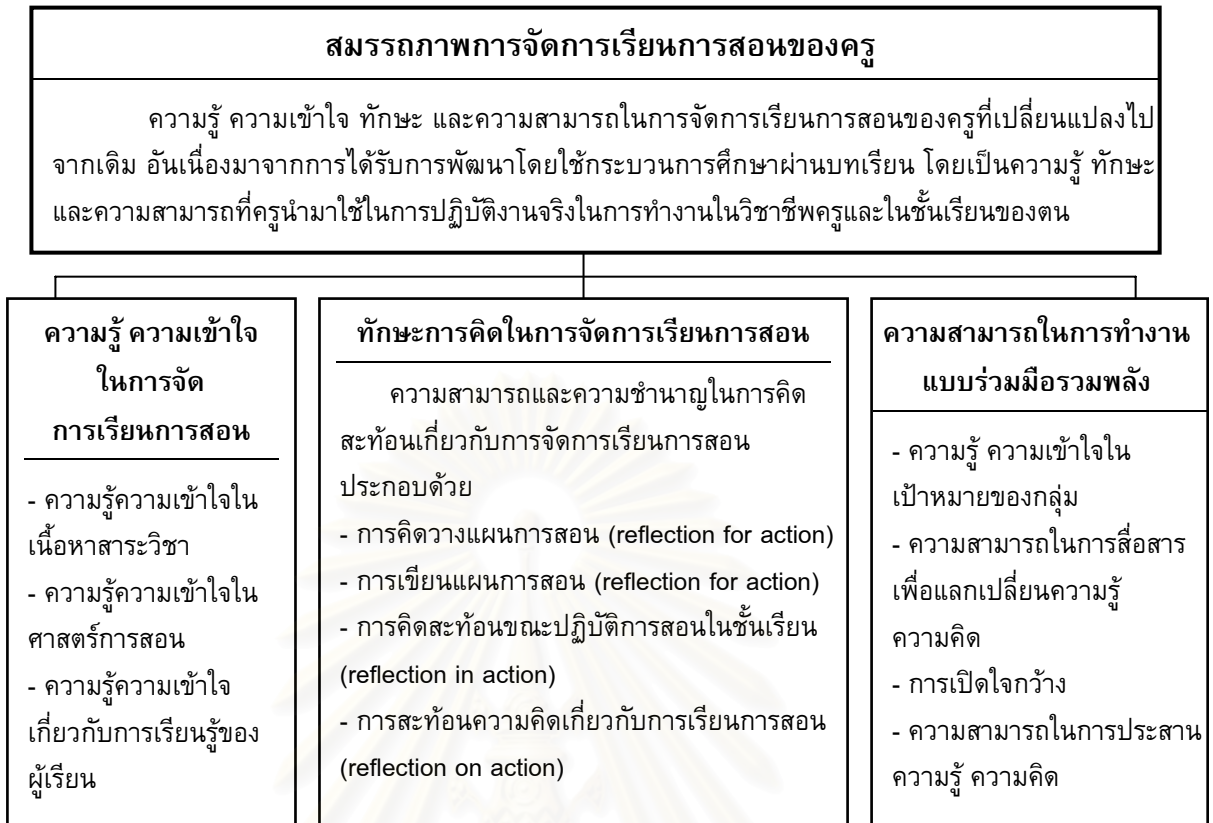 สมรรถภาพการจัดการเรียนการสอนของครู
ความรู้ ความเข้าใจ ทักษะ และความสามารถในการจัดการเรียนการสอนของครูที่เปลี่ยนแปลงไป
จากเดิม อันเนื่องมาจากการได้รับการพัฒนาโดยใช้กระบวนการศึกษาผ่านบทเรียน โดยเป็นความรู้ ทักษะ
และความสามารถที่ครูนำมาใช้ในการปฏิบัติงานจริงในการทำงานในวิชาชีพครูและในชั้นเรียนของตน
ความรู้ ความเข้าใจ
ในการจัด
การเรียนการสอน
- ความรู้ความเข้าใจใน
เนื้อหาสาระวิชา
- ความรู้ความเข้าใจใน
ศาสตร์การสอน
- ความรู้ความเข้าใจ
เกี่ยวกับการเรียนรู้ของ
ผู้เรียน
ทักษะการคิดในการจัดการเรียนการสอน
ความสามารถและความชำนาญในการคิด
สะท้อนเกี่ยวกับการจัดการเรียนการสอน
ประกอบด้วย
- การคิดวางแผนการสอน (reflection for action)
- การเขียนแผนการสอน (reflection for action)
- การคิดสะท้อนขณะปฏิบัติการสอนในชั้นเรียน
(reflection in action)
- การสะท้อนความคิดเกี่ยวกับการเรียนการสอน
(reflection on action)
ความสามารถในการทำงาน
แบบร่วมมือรวมพลัง
- ความรู้ ความเข้าใจใน
เป้าหมายของกลุ่ม
- ความสามารถในการสื่อสาร
เพื่อแลกเปลี่ยนความรู้
ความคิด
- การเปิดใจกว้าง
- ความสามารถในการประสาน
ความรู้ ความคิด